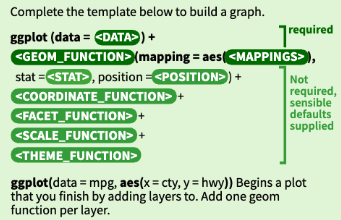 Complete the template below to build a graph.
required
ggplot (data = <DATA>) +
<GEOM_FUNCTION>(mapping = aes(<MAPPINGS>),
stat = <STAT>, position = <POSITION>) +
<COORDINATE_FUNCTION> +
<FACET_FUNCTION> +
<SCALE_FUNCTION> +
<THEME_FUNCTION>
Not
required,
sensible
defaults
supplied
ggplot(data = mpg, aes(x = cty, y = hwy)) Begins a plot
that you finish by adding layers to. Add one geom
function per layer.